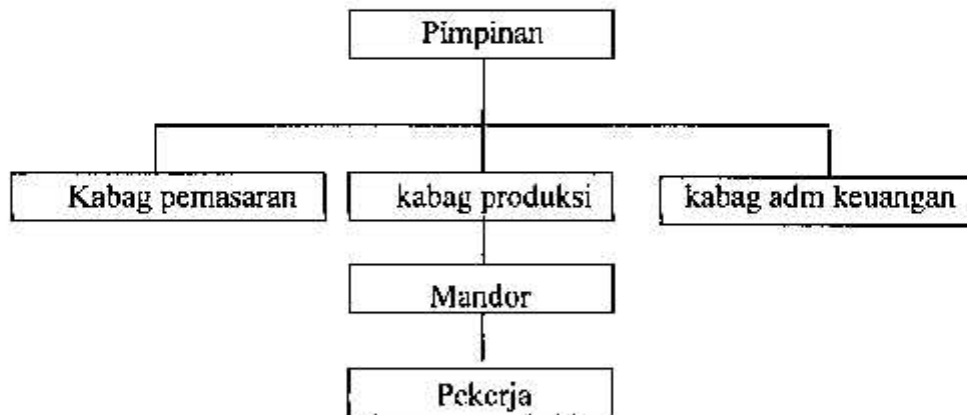 Pimpinan
Kabag pemasaran
kabag produksi
kabag adm keuangan
Mandor
Pekerja